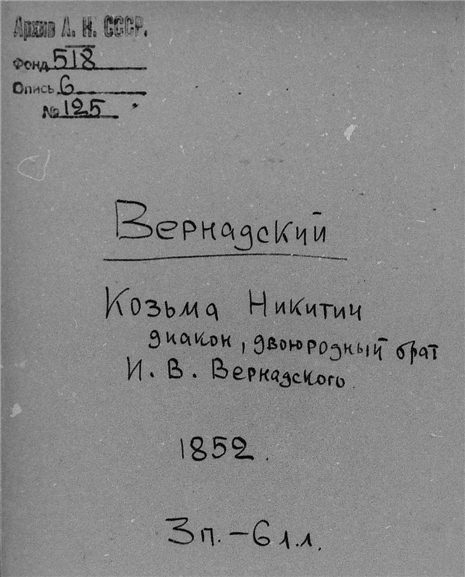 Архив А. Н. СССР.
Фонд 518
Опись 6
№ 125
Вернадский
Козьма Никитич
диакон, двоюродный брат
И. В. Вернадского.
1852.
3п. – 6 л.л.